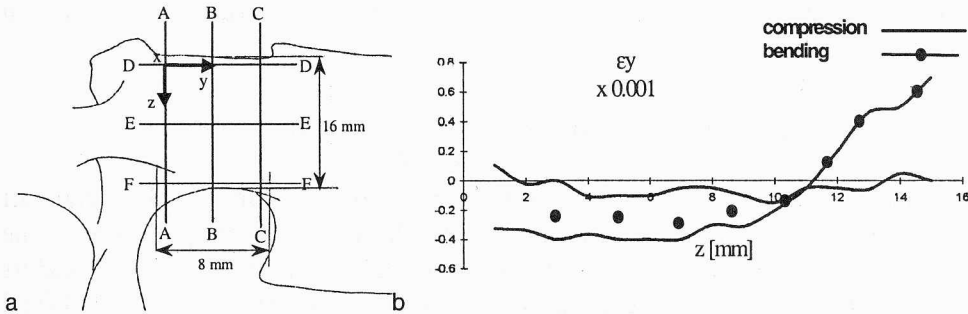 A B C
D x D
y
z
E E
16 mm
F F
A B C
8 mm
a
compression
bending
εy
x 0.001
0.8
0.6
0.4
0.2
0
-0.2
-0.4
-0.6
0 2 4 6 8 10 12 14 16
z [mm]
b